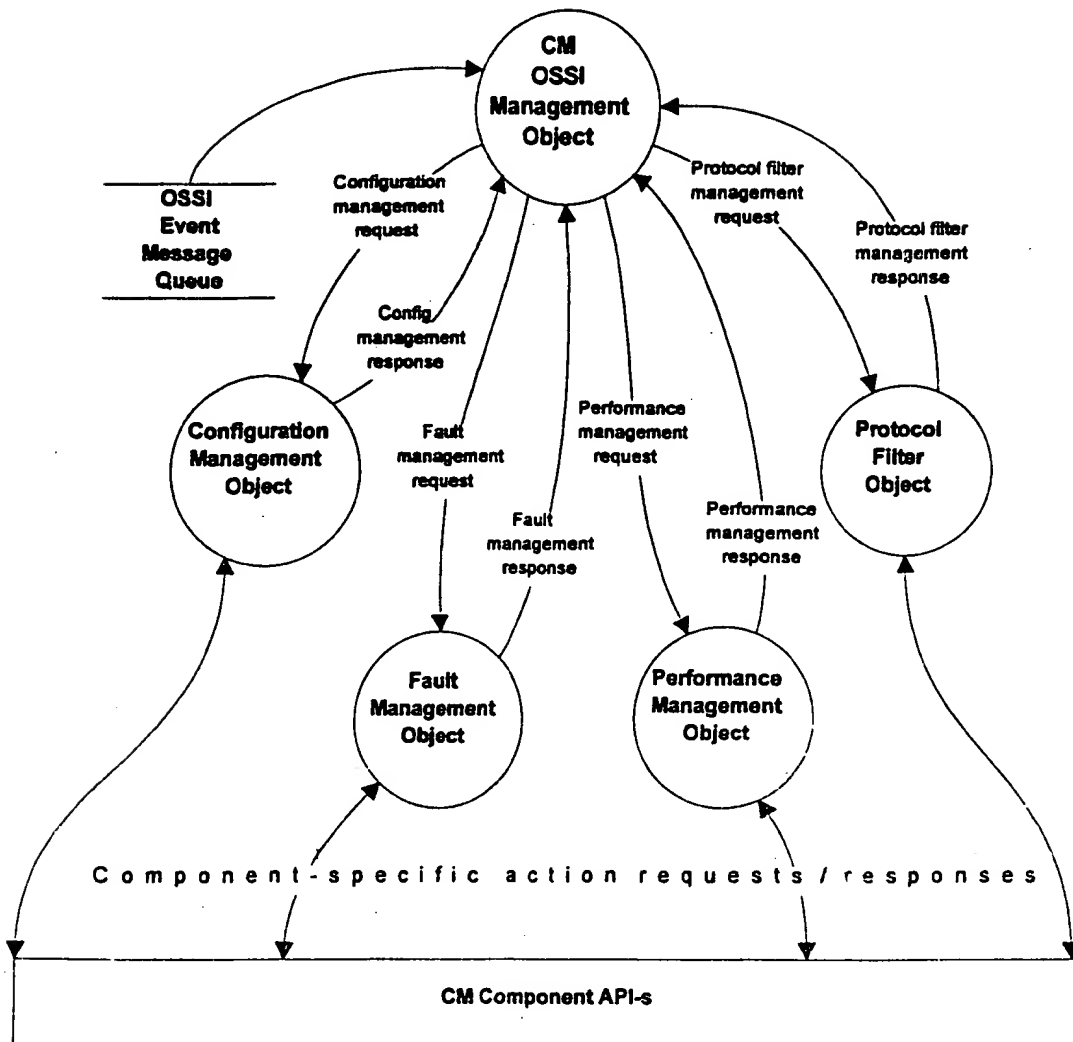 CM
OSSI
Management
Object
OSSI
Event
Message
Queue
Configuration
management
request
Protocol filter
management
request
Protocol filter
management
response
Config
management
response
Configuration
Management
Object
Fault
management
request
Performance
management
request
Protocol
Filter
Object
Fault
management
response
Performance
management
response
Fault
Management
Object
Performance
Management
Object
Component-specific action requests/responses
CM Component API-s